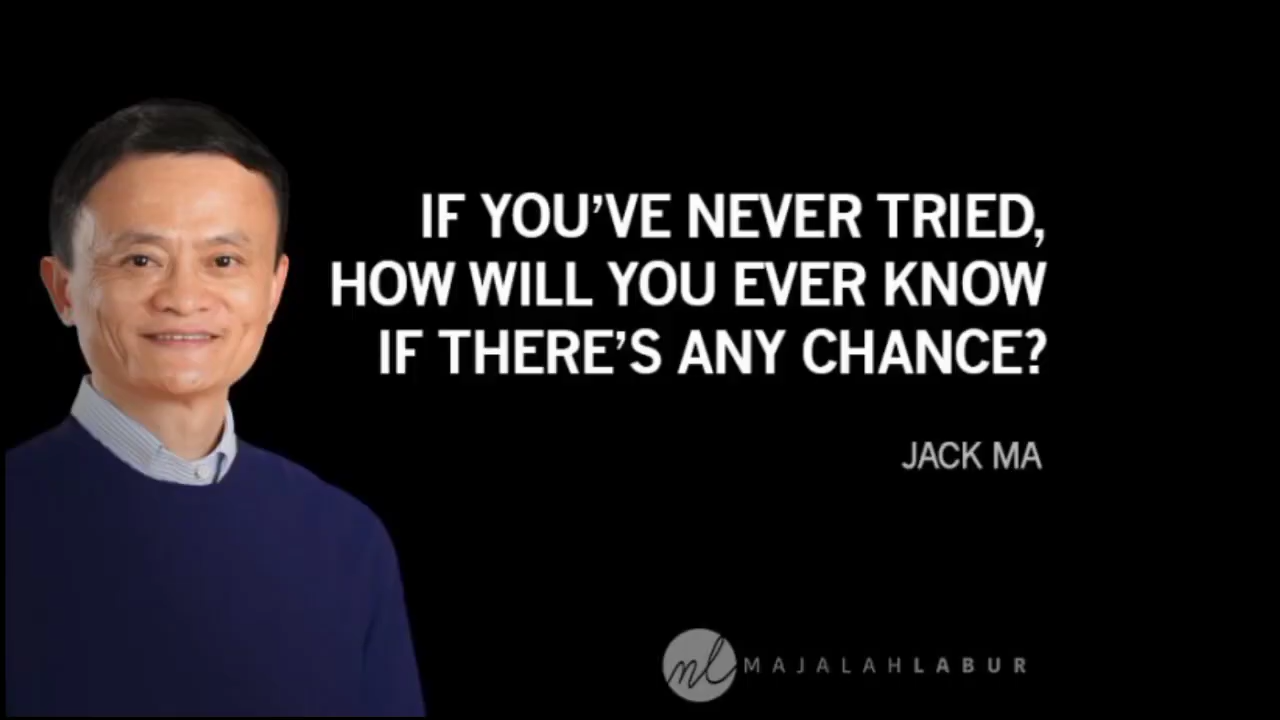 IF YOU'VE NEVER TRIED,
HOW WILL YOU EVER KNOW
IF THERE'S ANY CHANCE?
JACK MA
ml MAJALAHLABUR